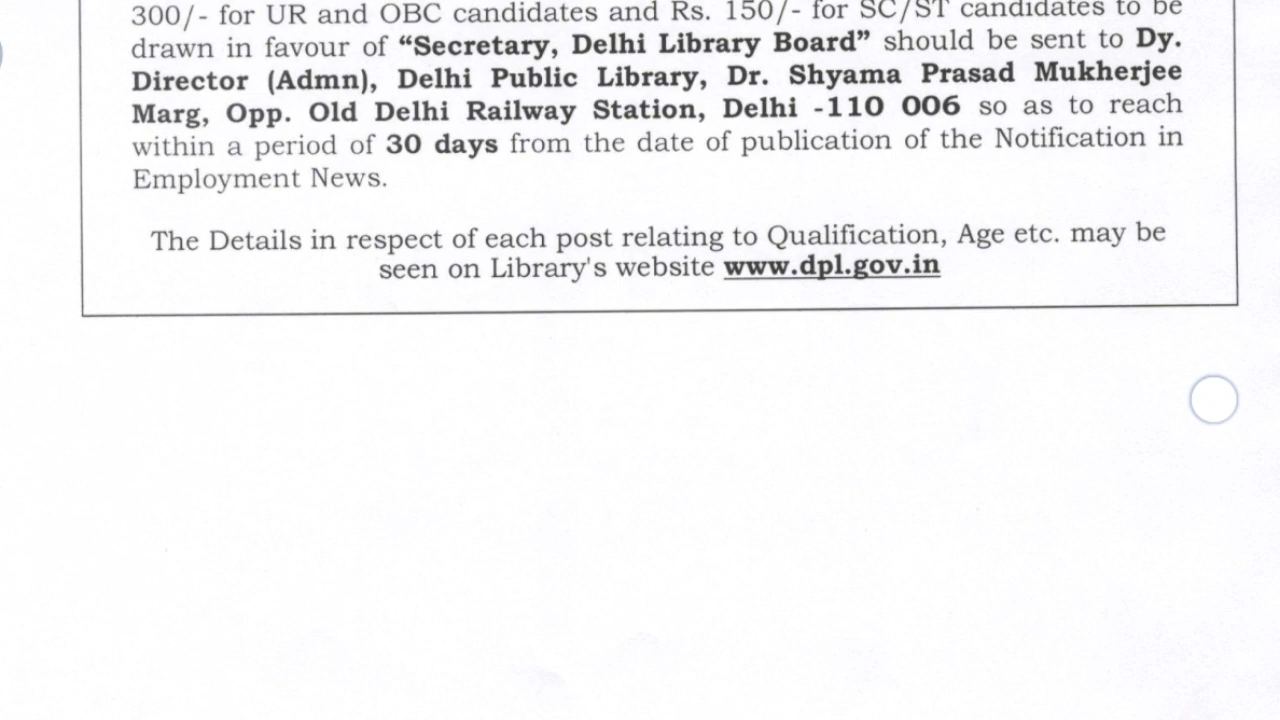 300/- for UR and OBC candidates and Rs. 150/- for SC/ST candidates to be
drawn in favour of “Secretary, Delhi Library Board” should be sent to Dy.
Director (Admn), Delhi Public Library, Dr. Shyama Prasad Mukherjee
Marg, Opp. Old Delhi Railway Station, Delhi -110 006 so as to reach
within a period of 30 days from the date of publication of the Notification in
Employment News.
The Details in respect of each post relating to Qualification, Age etc. may be
seen on Library's website www.dpl.gov.in